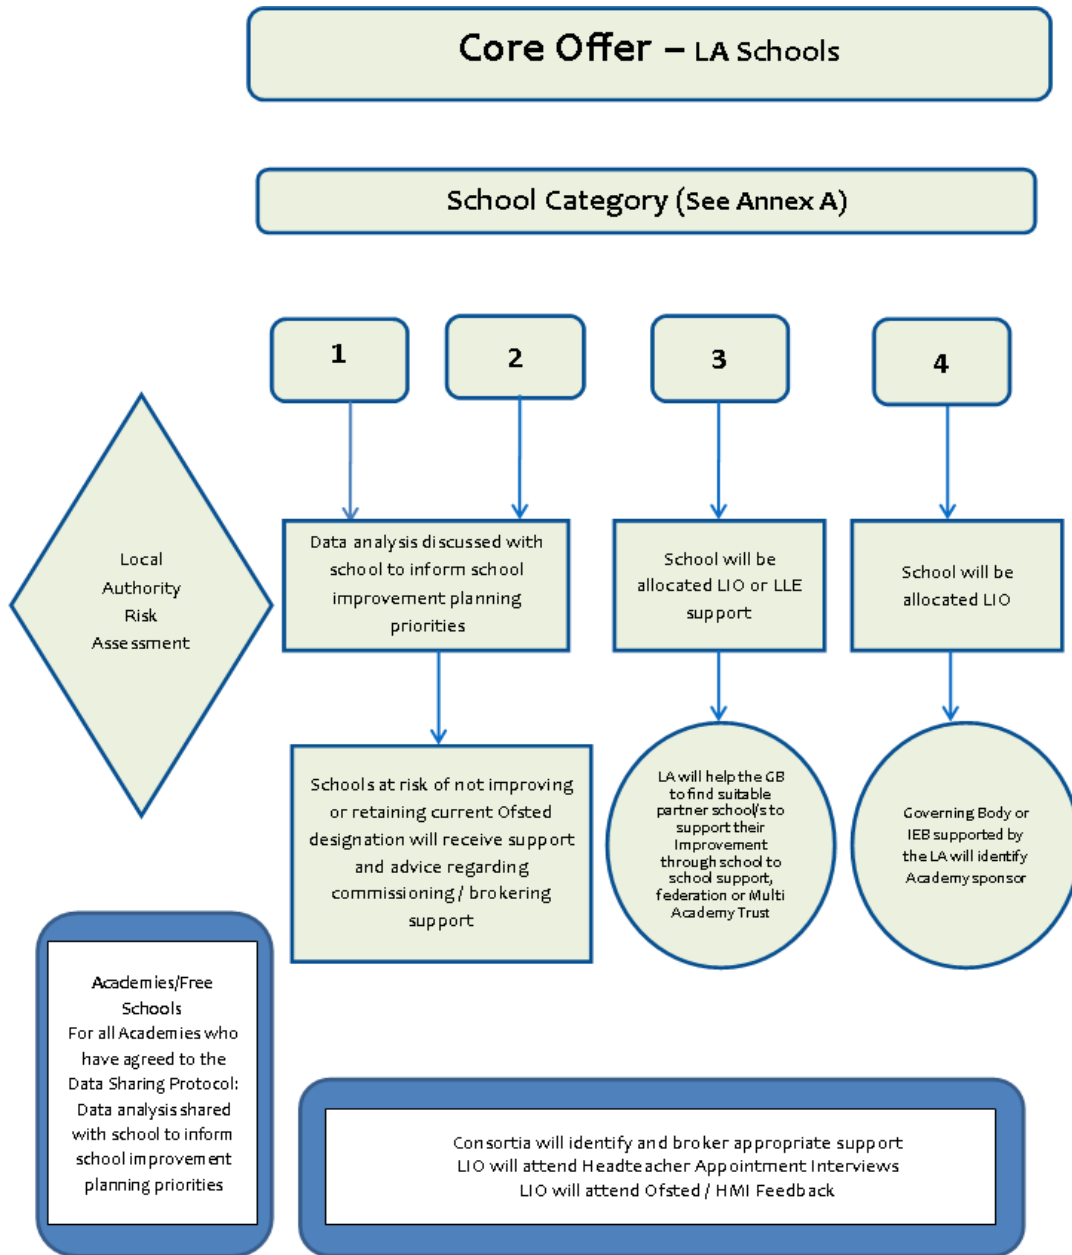 Core Offer – LA Schools
School Category (See Annex A)
1
2
3
4
Local
Authority
Risk
Assessment
Data analysis discussed with
school to inform school
improvement planning
priorities
School will be
allocated LIO or LLE
support
School will be
allocated LIO
Schools at risk of not improving
or retaining current Ofsted
designation will receive support
and advice regarding
commissioning / brokering
support
LA will help the GB
to find suitable
partner school/s to
support their
Improvement
through school to
school support,
federation or Multi
Academy Trust
Governing Body or
IEB supported by
the LA will identify
Academy sponsor
Academies/Free
Schools
For all Academies who
have agreed to the
Data Sharing Protocol:
Data analysis shared
with school to inform
school improvement
planning priorities
Consortia will identify and broker appropriate support
LIO will attend Headteacher Appointment Interviews
LIO will attend Ofsted / HMI Feedback